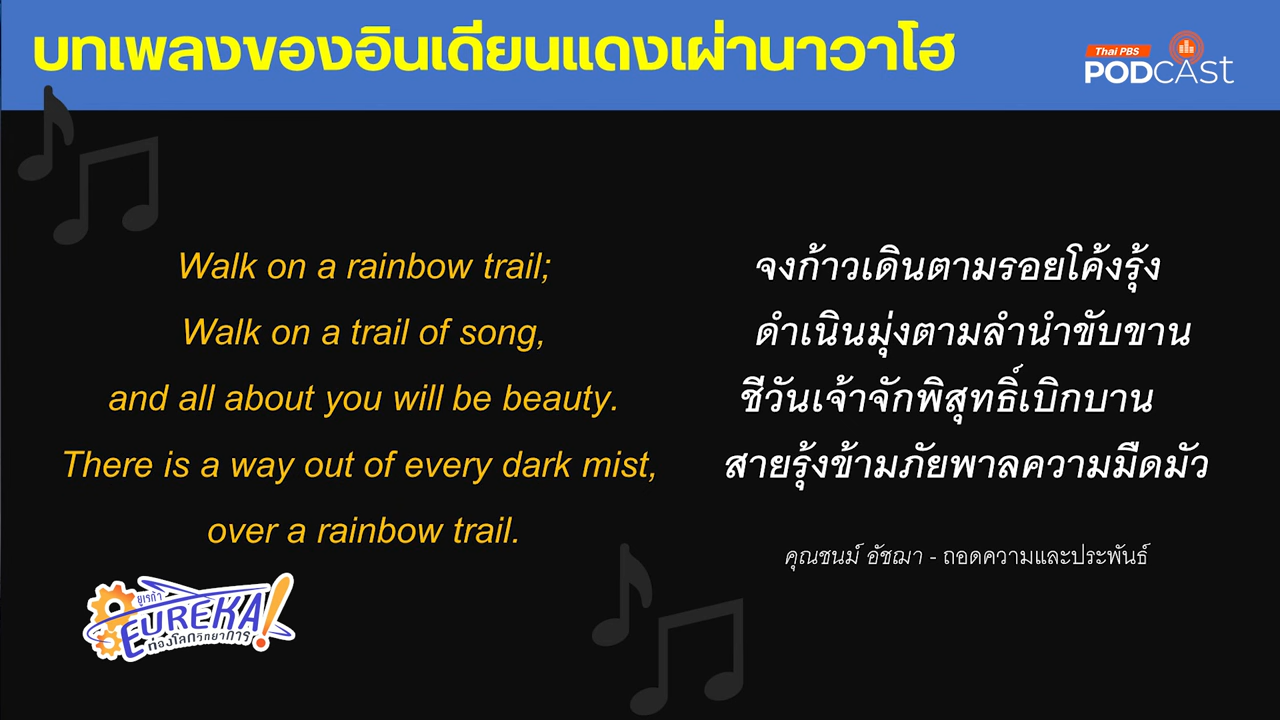 บทเพลงของอินเดียนแดงเผ่านาวาโฮ
Thai PBS
PODCAST
Walk on a rainbow trail;
Walk on a trail of song,
and all about you will be beauty.
There is a way out of every dark mist,
over a rainbow trail.
จงก้าวเดินตามรอยโค้งรุ้ง
ดำเนินมุ่งตามลำนำขับขาน
ชีวันเจ้าจักพิสุทธิ์เบิกบาน
สายรุ้งข้ามภัยพาลความมืดมัว
คุณชนม์ อัชฌา - ถอดความและประพันธ์
ยูเรก้า
EUREKA!
ท่องโลกวิทยาการ